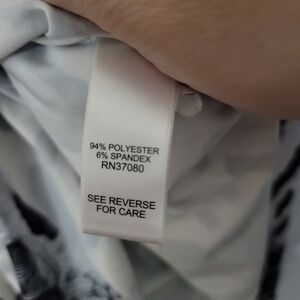 94% POLYESTER
6% SPANDEX
RN37080
SEE REVERSE
FOR CARE